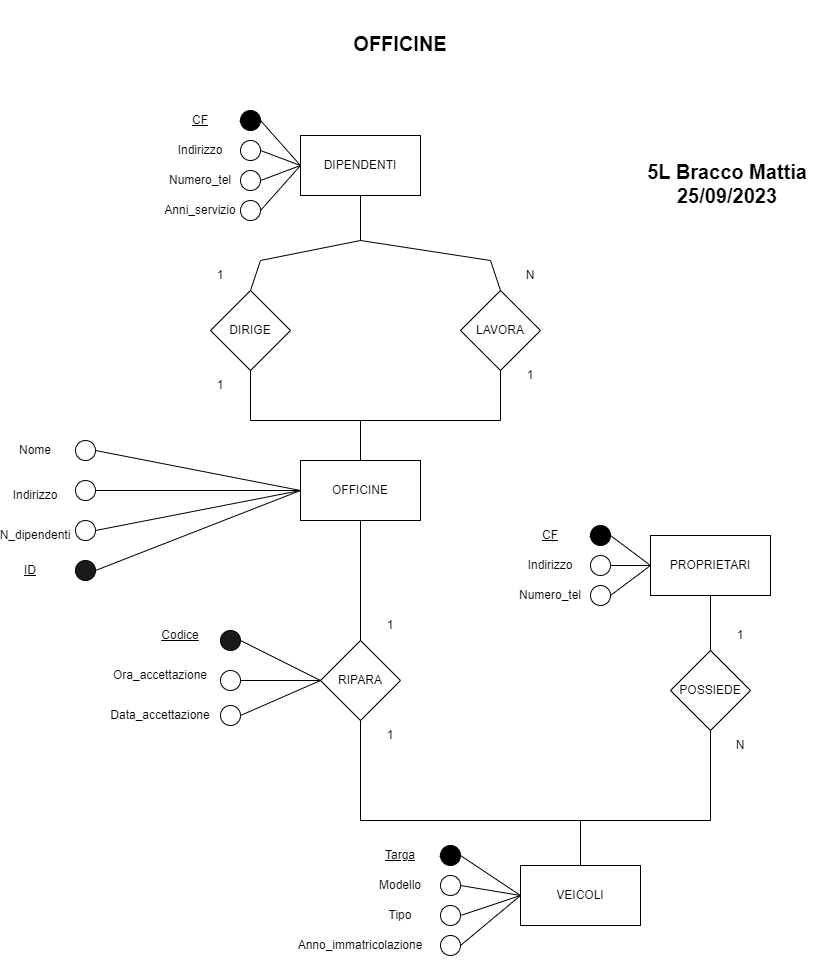 OFFICINE
5L Bracco Mattia
25/09/2023
CF
Indirizzo
Numero_tel
Anni_servizio
DIPENDENTI
1
N
DIRIGE
LAVORA
1
1
Nome
Indirizzo
N_dipendenti
ID
OFFICINE
CF
Indirizzo
Numero_tel
PROPRIETARI
1
Codice
Ora_accettazione
Data_accettazione
RIPARA
1
1
POSSIEDE
N
Targa
Modello
Tipo
Anno_immatricolazione
VEICOLI